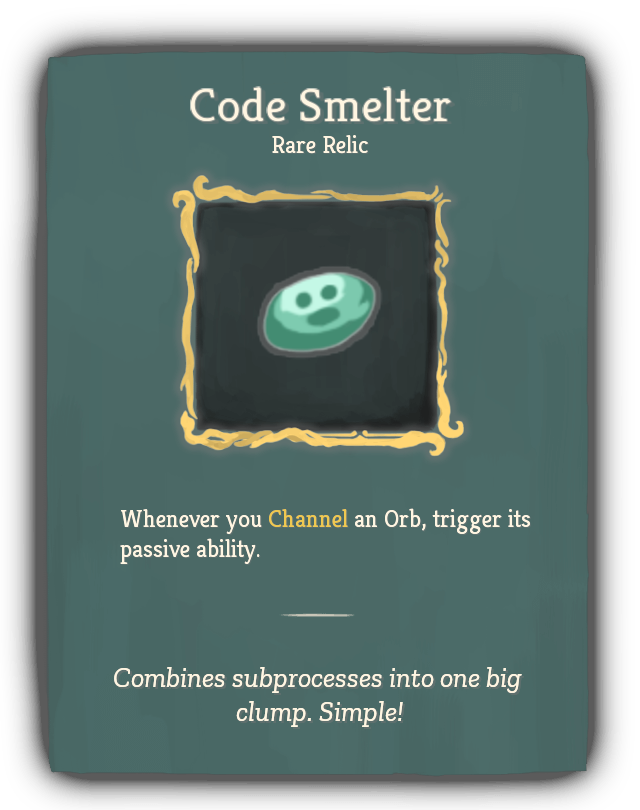 Code Smelter
Rare Relic
Whenever you Channel an Orb, trigger its
passive ability.
Combines subprocesses into one big
clump. Simple!